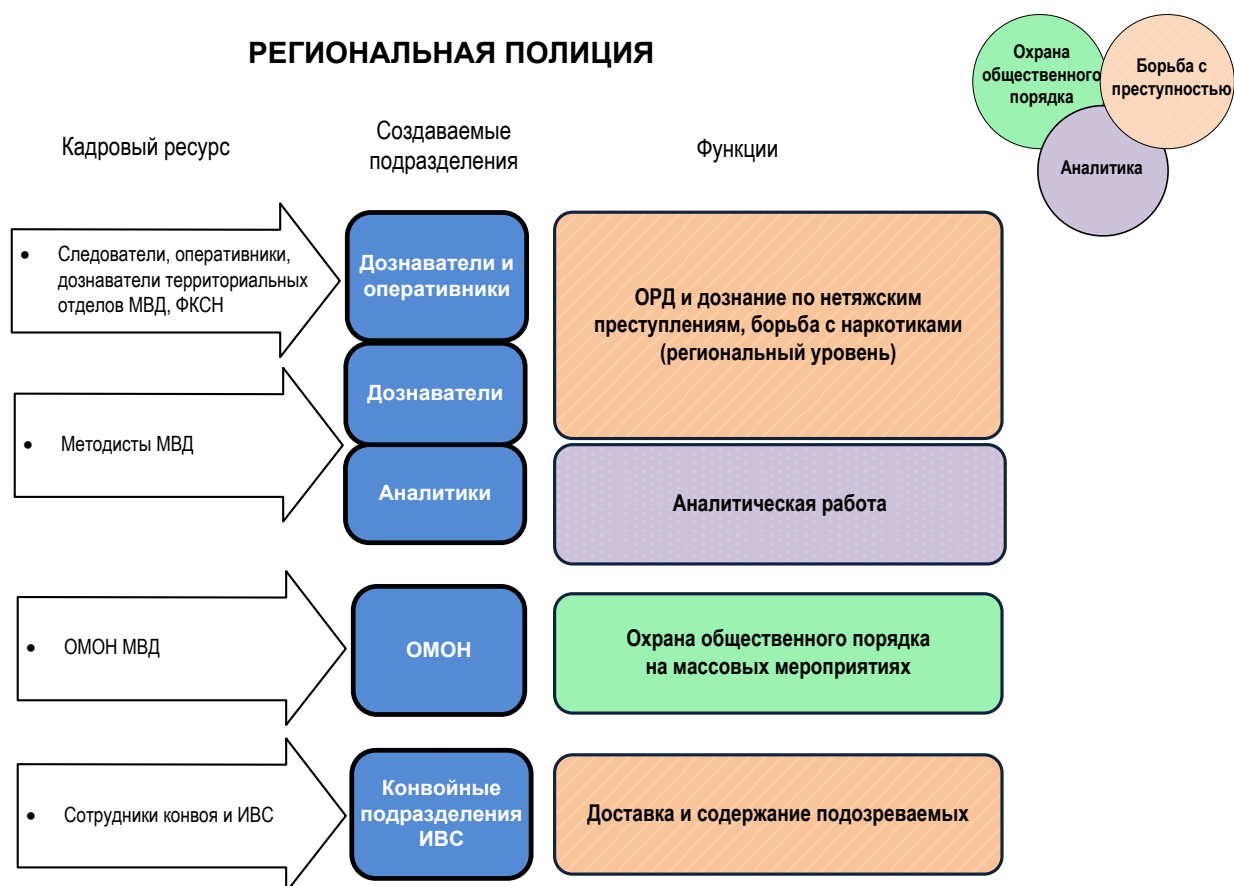 РЕГИОНАЛЬНАЯ ПОЛИЦИЯ
Охрана
общественного
порядка
Борьба с
преступностью
Аналитика
Кадровый ресурс
Создаваемые
подразделения
Функции
• Следователи, оперативники,
дознаватели территориальных
отделов МВД, ФКСН
Дознаватели и
оперативники
ОРД и дознание по нетяжским
преступлениям, борьба с наркотиками
(региональный уровень)
Дознаватели
• Методисты МВД
Аналитики
Аналитическая работа
• ОМОН МВД
ОМОН
Охрана общественного порядка
на массовых мероприятиях
• Сотрудники конвоя и ИВС
Конвойные
подразделения
ИВС
Доставка и содержание подозреваемых